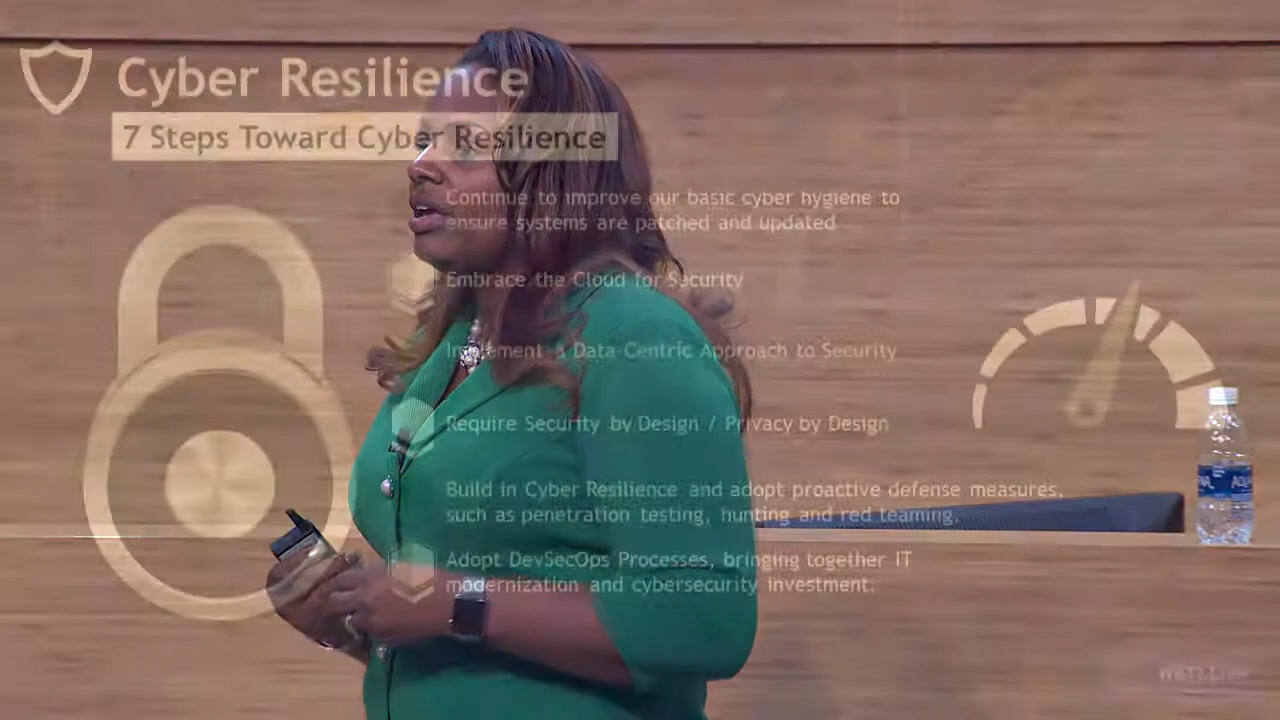 Cyber Resilience
7 Steps Toward Cyber Resilience
Continue to improve our basic cyber hygiene to
ensure systems are patched and updated
Embrace the Cloud for Security
Implement a Data-Centric Approach to Security
Require Security by Design / Privacy by Design
Build in Cyber Resilience and adopt proactive defense measures,
such as penetration testing, hunting and red teaming.
Adopt DevSecOps Processes, bringing together IT
modernization and cybersecurity investment.